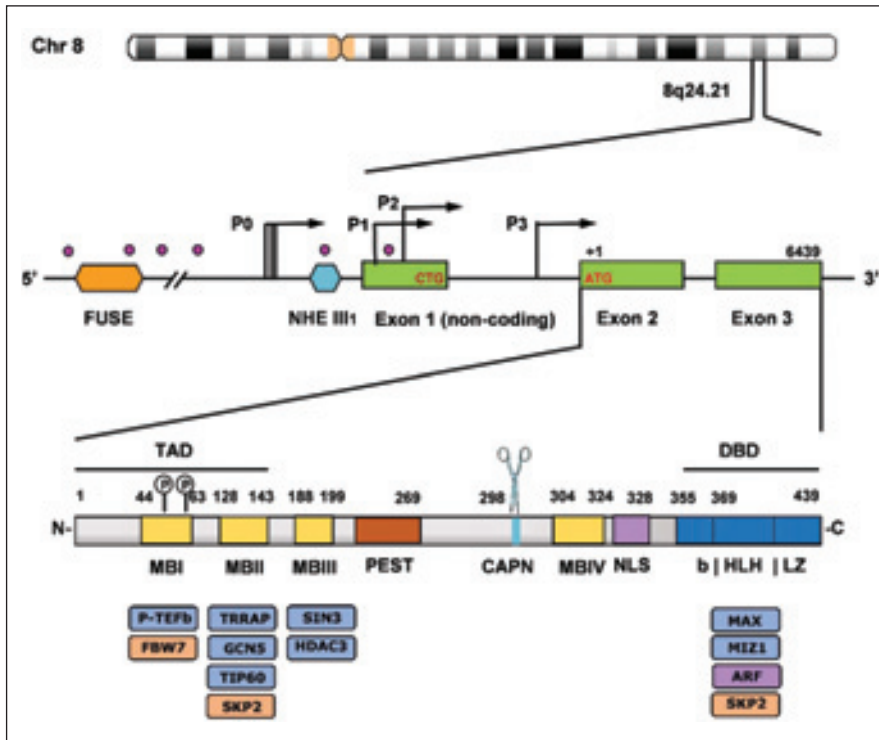 Chr 8
8q24.21
P0
P1
P2
P3
+1
6439
5'
CTG
ATG
3'
FUSE
NHE III1
Exon 1 (non-coding)
Exon 2
Exon 3
TAD
DBD
P P
1 44 63 128 143 188 199 269 298 304 324 328 355 369 439
N-
-C
MBI MBII MBIII PEST CAPN MBIV NLS b | HLH | LZ
P-TEFb TRRAP SIN3 MAX
FBW7 GCN5 HDAC3 MIZ1
TIP60 ARF
SKP2 SKP2